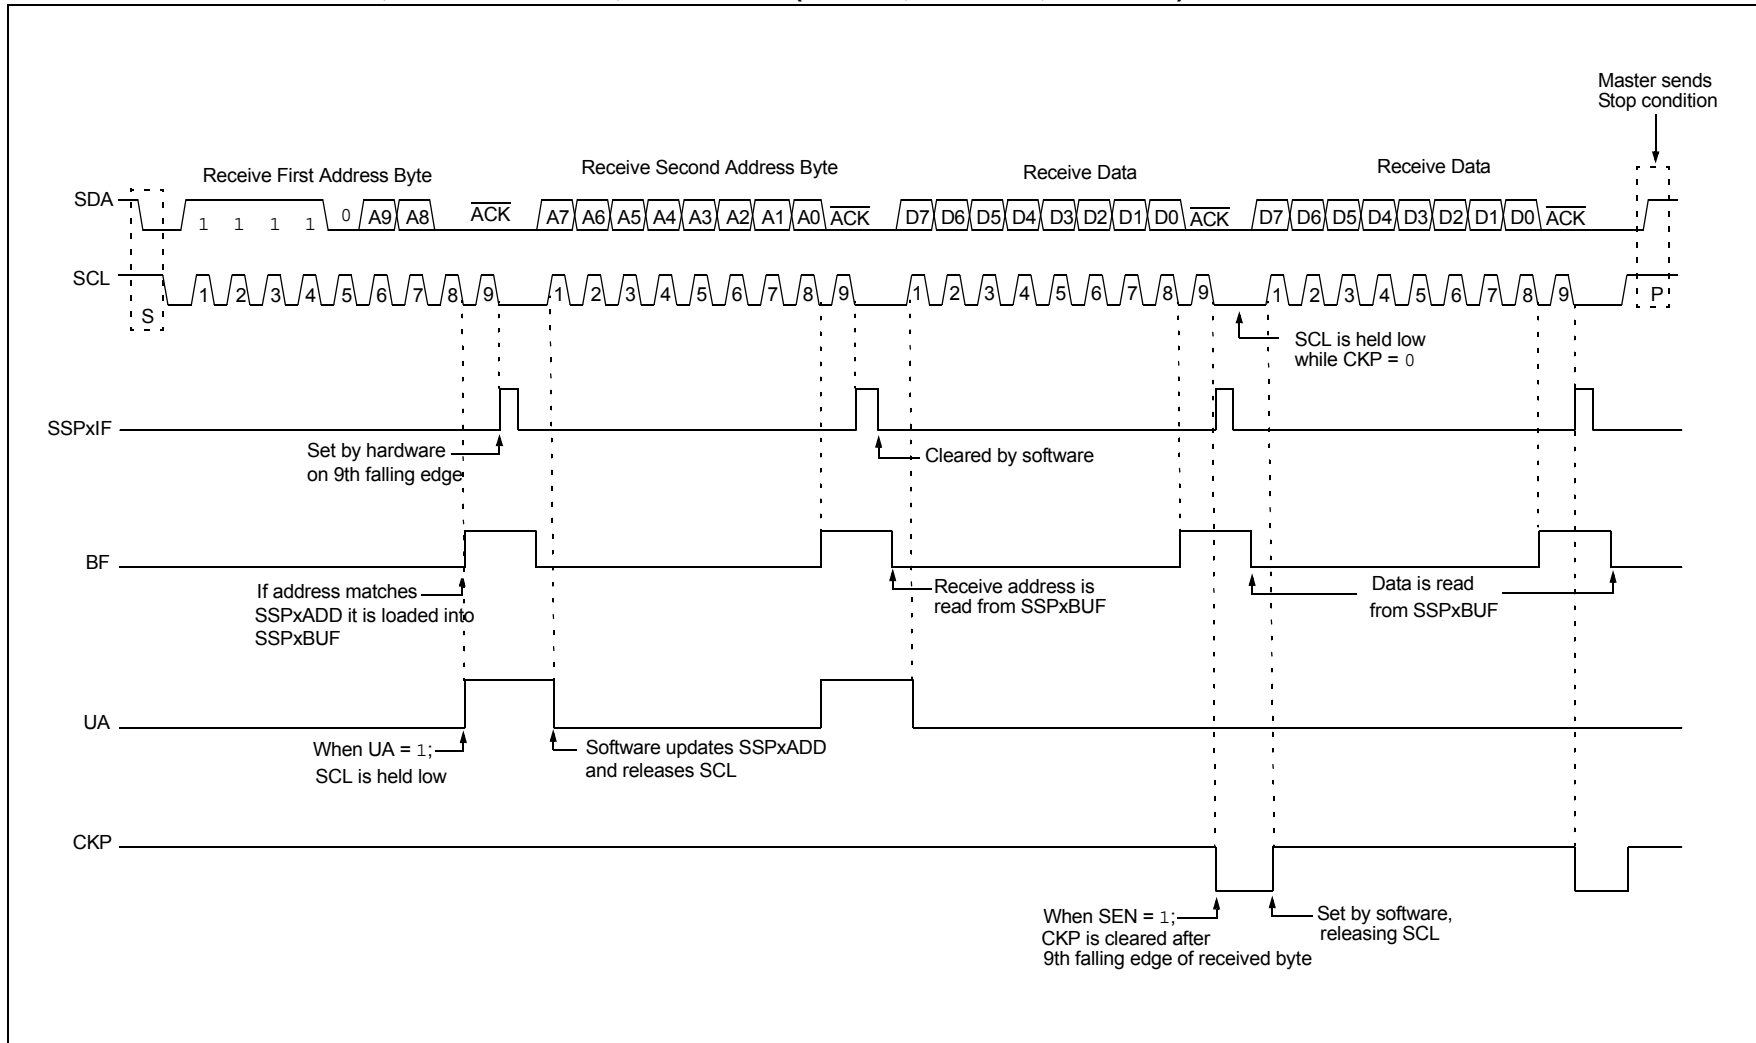 Master sends
Stop condition
Receive First Address Byte
Receive Second Address Byte
Receive Data
Receive Data
SDA
1 1 1 1 0 A9 A8 ACK A7 A6 A5 A4 A3 A2 A1 A0 ACK D7 D6 D5 D4 D3 D2 D1 D0 ACK D7 D6 D5 D4 D3 D2 D1 D0 ACK
SCL
S
1 2 3 4 5 6 7 8 9 1 2 3 4 5 6 7 8 9 1 2 3 4 5 6 7 8 9 1 2 3 4 5 6 7 8 9
P
SCL is held low
while CKP = 0
SSPxIF
Set by hardware
on 9th falling edge
Cleared by software
BF
If address matches
SSPxADD it is loaded into
SSPxBUF
Receive address is
read from SSPxBUF
Data is read
from SSPxBUF
UA
When UA = 1;
SCL is held low
Software updates SSPxADD
and releases SCL
CKP
When SEN = 1;
CKP is cleared after
9th falling edge of received byte
Set by software,
releasing SCL